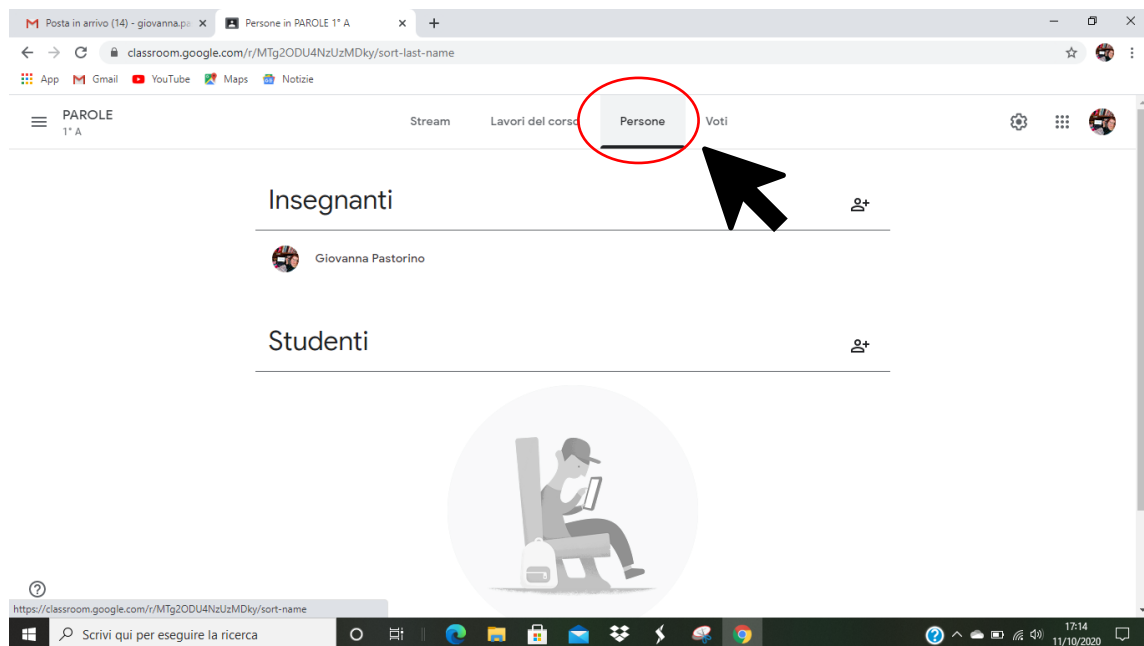 Posta in arrivo (14) - giovanna.pa
Persone in PAROLE 1° A
classroom.google.com/r/MTg2ODU4NzUzMDky/sort-last-name
App Gmail YouTube Maps Notizie
PAROLE
1° A
Stream Lavori del corso Persone Voti
Insegnanti
Giovanna Pastorino
Studenti
https://classroom.google.com/r/MTg2ODU4NzUzMDky/sort-name
Scrivi qui per eseguire la ricerca
17:14
11/10/2020